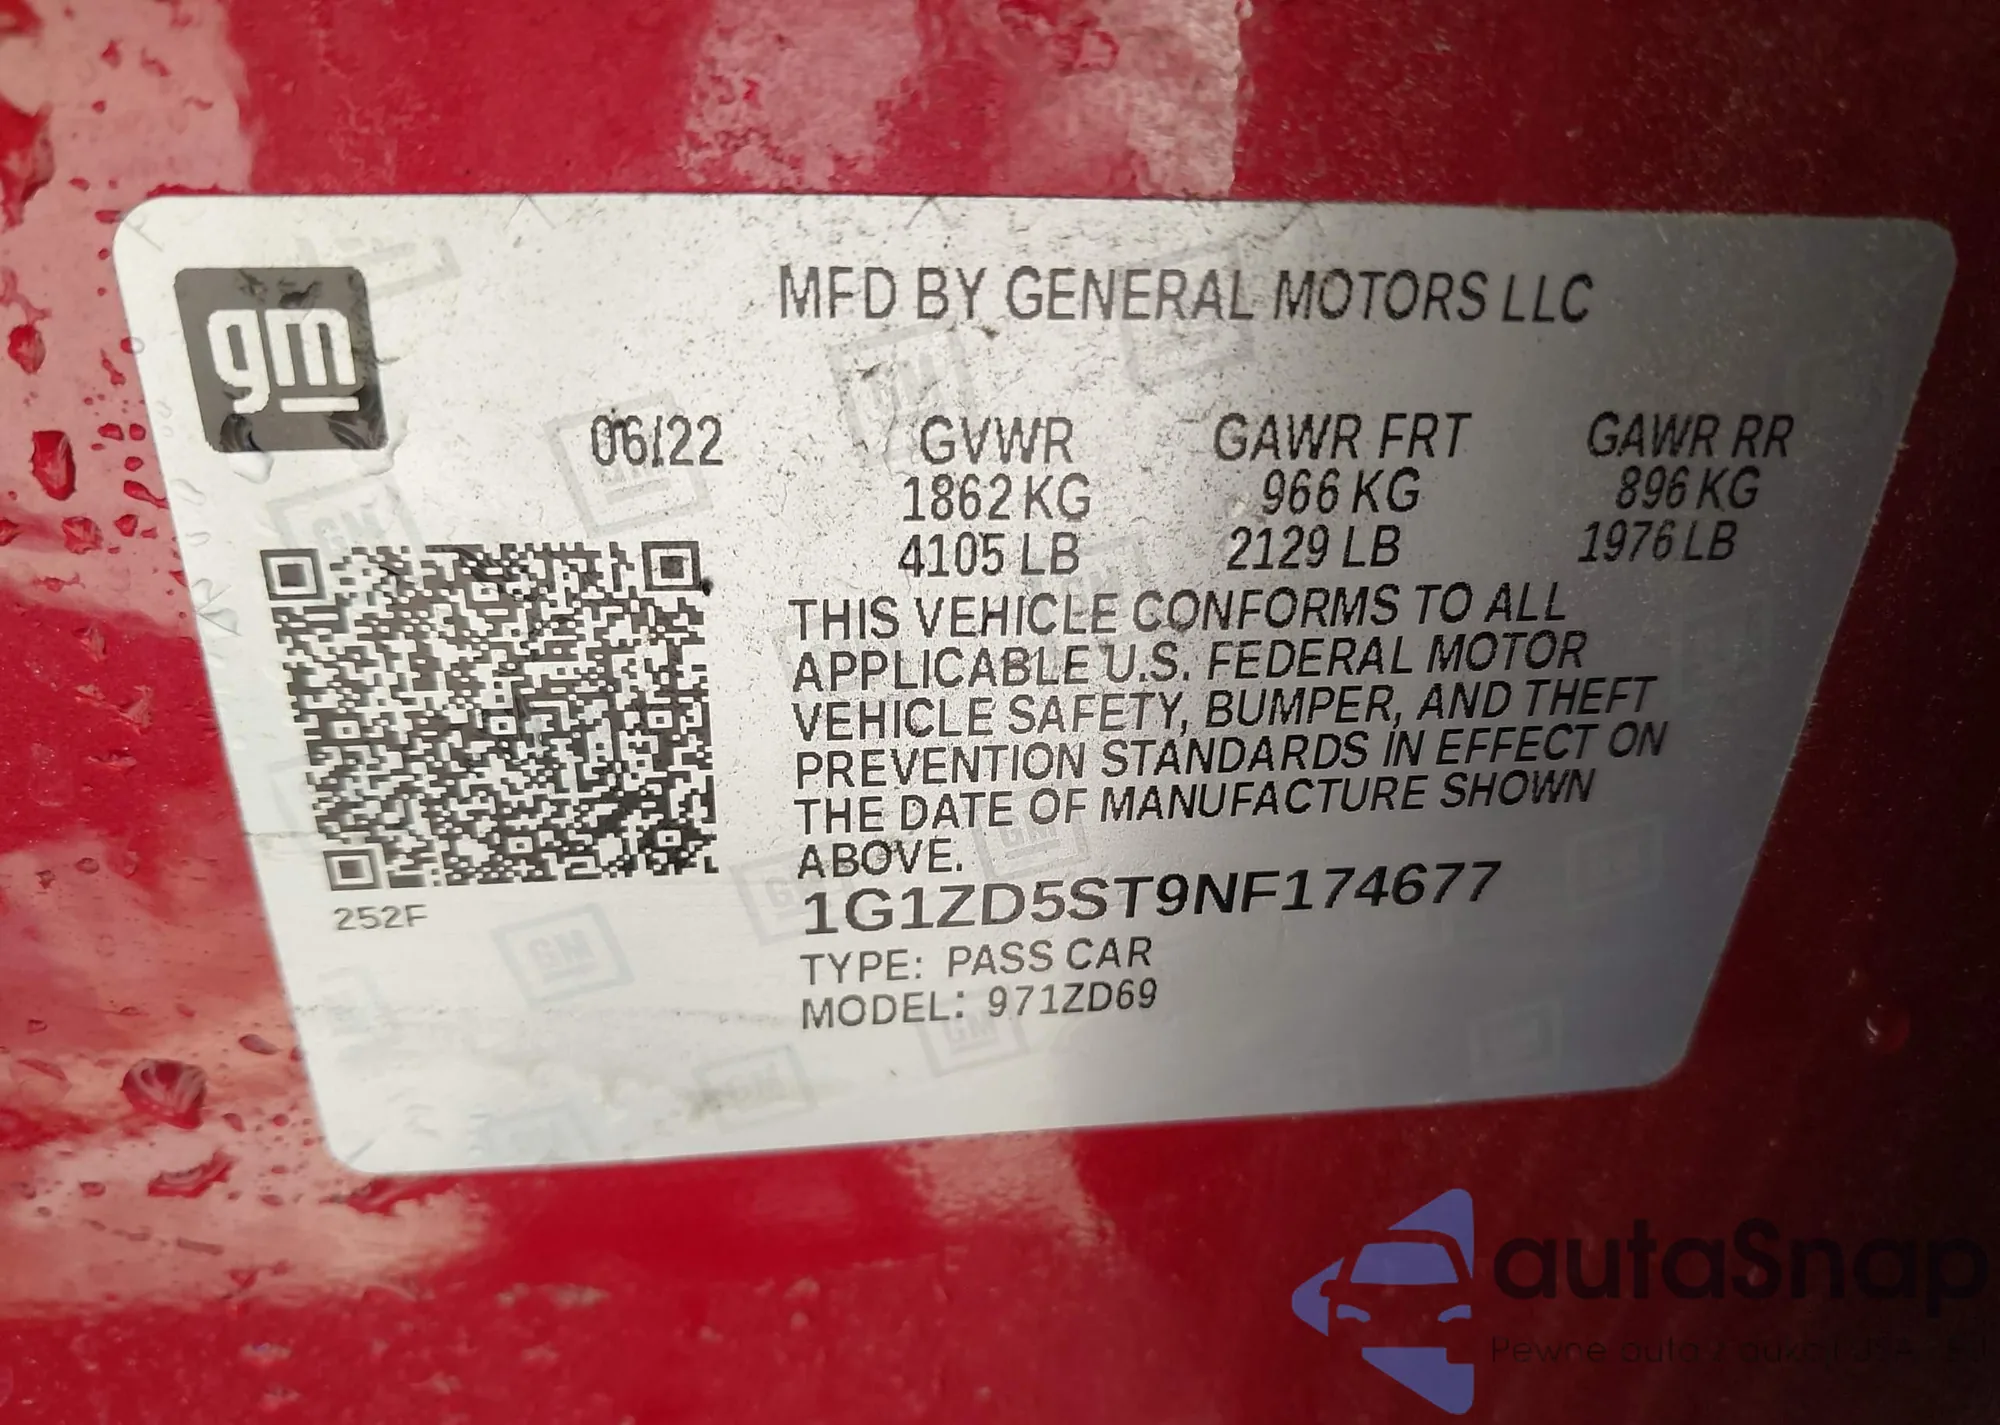 gm
MFD BY GENERAL MOTORS LLC
06/22 GVWR GAWR FRT GAWR RR
1862 KG 966 KG 896 KG
4105 LB 2129 LB 1976 LB
THIS VEHICLE CONFORMS TO ALL
APPLICABLE U.S. FEDERAL MOTOR
VEHICLE SAFETY, BUMPER, AND THEFT
PREVENTION STANDARDS IN EFFECT ON
THE DATE OF MANUFACTURE SHOWN
ABOVE.
1G1ZD5ST9NF174677
252F
TYPE: PASS CAR
MODEL: 971ZD69
autaSnap
Pewne auta z aukcji